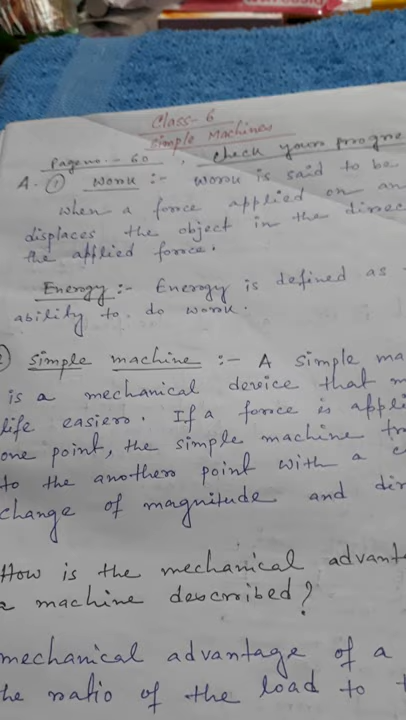 Class-6
Simple Machines
Page no. - 60 , Check your progre
A. ① Work :- work is said to be
when a force applied on an
displaces the object in the direc
the applied force.
Energy :- Energy is defined as
ability to do work.
Simple machine :- A simple ma
is a mechanical device that m
life easier. If a force is appli
one point, the simple machine tr
to the another point with a c
change of magnitude and dir
How is the mechanical advant
a machine described?
mechanical advantage of a
he ratio of the load to t